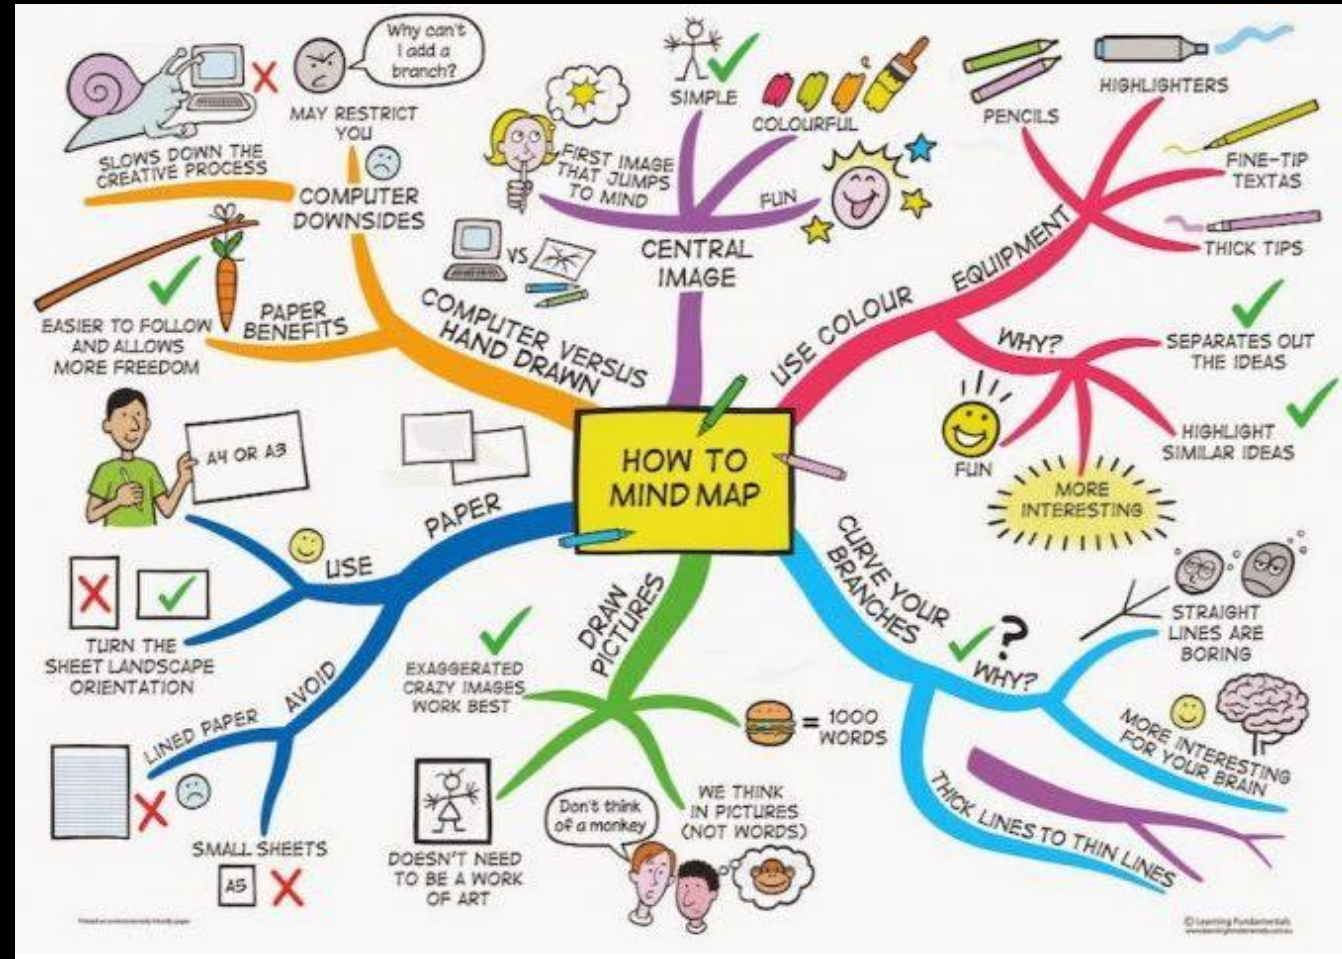 HOW TO
MIND MAP
CENTRAL
IMAGE
FIRST IMAGE
THAT JUMPS
TO MIND
SIMPLE
COLOURFUL
FUN
USE COLOUR
EQUIPMENT
PENCILS
HIGHLIGHTERS
FINE-TIP
TEXTAS
THICK TIPS
WHY?
SEPARATES OUT
THE IDEAS
HIGHLIGHT
SIMILAR IDEAS
MORE
INTERESTING
FUN
CURVE YOUR
BRANCHES
?
WHY?
STRAIGHT
LINES ARE
BORING
MORE INTERESTING
FOR YOUR BRAIN
THICK LINES TO THIN LINES
DRAW
PICTURES
= 1000
WORDS
WE THINK
IN PICTURES
(NOT WORDS)
Don't think
of a monkey
DOESN'T NEED
TO BE A WORK
OF ART
EXAGGERATED
CRAZY IMAGES
WORK BEST
PAPER
USE
A4 OR A3
TURN THE
SHEET LANDSCAPE
ORIENTATION
AVOID
LINED PAPER
SMALL SHEETS
A5
COMPUTER VERSUS
HAND DRAWN
VS.
PAPER
BENEFITS
EASIER TO FOLLOW
AND ALLOWS
MORE FREEDOM
COMPUTER
DOWNSIDES
SLOWS DOWN THE
CREATIVE PROCESS
MAY RESTRICT
YOU
Why can't
I add a
branch?
© Learning Fundamentals